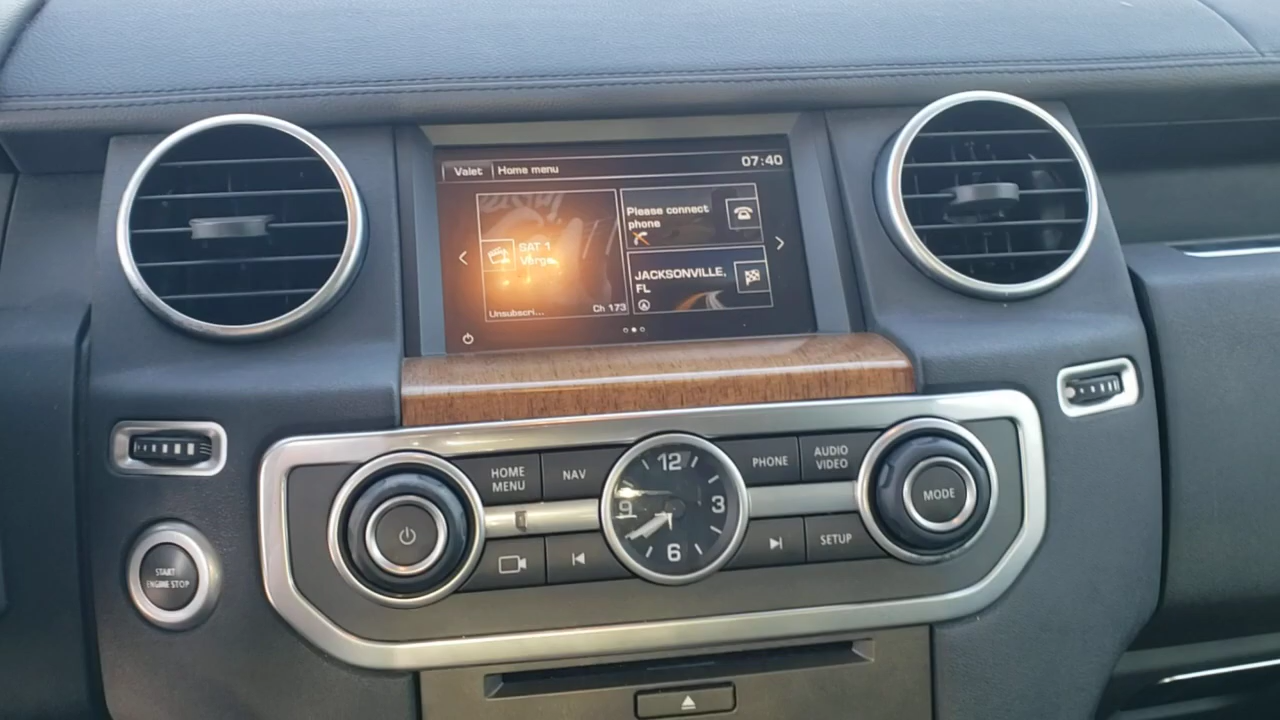 Valet
Home menu
07:40
SAT 1
Please connect
phone
JACKSONVILLE,
FL
Unsubscri...
Ch 173
HOME
MENU
NAV
12
3
6
9
PHONE
AUDIO
VIDEO
MODE
SETUP
START
ENGINE STOP